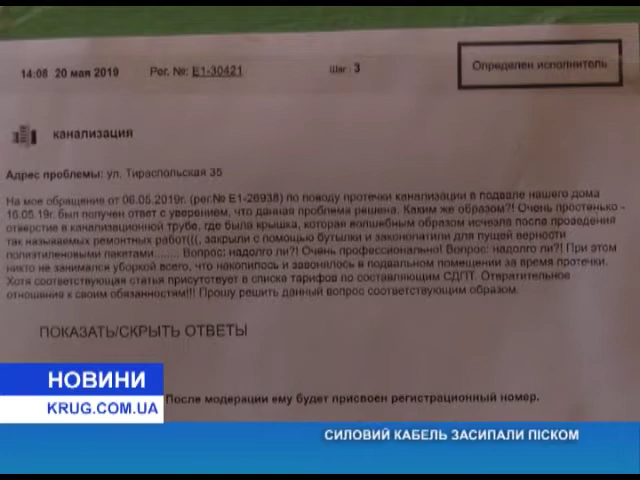 14:06 20 мая 2019 Рег. №: E1-30421 Шаг : 3 Определен исполнитель
канализация
Адрес проблемы: ул. Тираспольская 35
На мое обращение от 06.05.2019г. (рег.№ E1-26938) по поводу протечки канализации в подвале нашего дома
16.05.19г. был получен ответ с уверением, что данная проблема решена. Каким же образом?! Очень простенько -
отверстие в канализационной трубе, где была крышка, которая волшебным образом исчезла после проведения
так называемых ремонтных работ(((, закрыли с помощью бутылки и законопатили для пущей верности
полиэтиленовыми пакетами....... Вопрос: надолго ли?! Очень профессионально! Вопрос: надолго ли?! При этом
никто не занимался уборкой всего, что накопилось и завонялось в подвальном помещении за время протечки.
Хотя соответствующая статья присутствует в списка тарифов по составляющим СДПТ. Отвратительное
отношение к своим обязанностям!!! Прошу решить данный вопрос соответствующим образом.
ПОКАЗАТЬ/СКРЫТЬ ОТВЕТЫ
После модерации ему будет присвоен регистрационный номер.
НОВИНИ
KRUG.COM.UA
СИЛОВИЙ КАБЕЛЬ ЗАСИПАЛИ ПІСКОМ